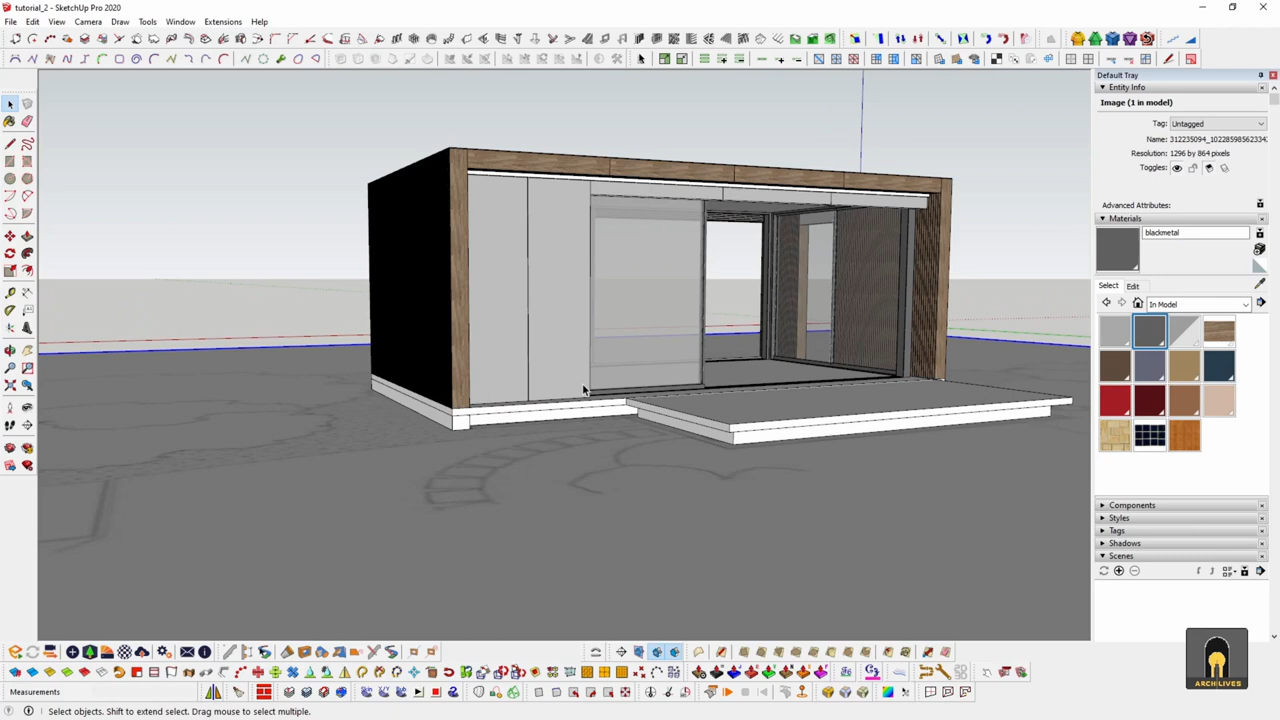 tutorial_2 - SketchUp Pro 2020
File Edit View Camera Draw Tools Window Extensions Help
Default Tray
Entity Info
Image (1 in model)
Tag: Untagged
Name:
Resolution: 1296 by 864 pixels
Toggles:
Advanced Attributes:
Materials
blackmetal
Select Edit
In Model
Components
Styles
Tags
Shadows
Scenes
ARCHILIVES
Measurements
Select objects. Shift to extend select. Drag mouse to select multiple.